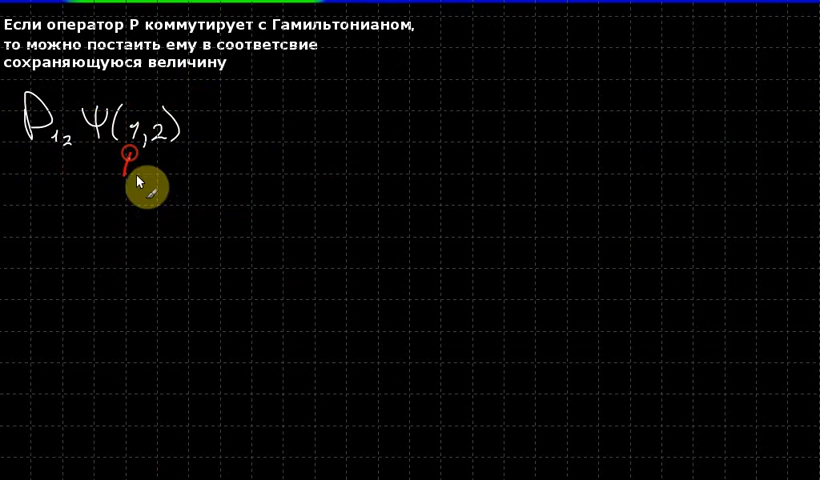 Если оператор P коммутирует с Гамильтонианом,
то можно постаить ему в соответсвие
сохраняющуюся величину
P₁₂ Ψ(1,2)